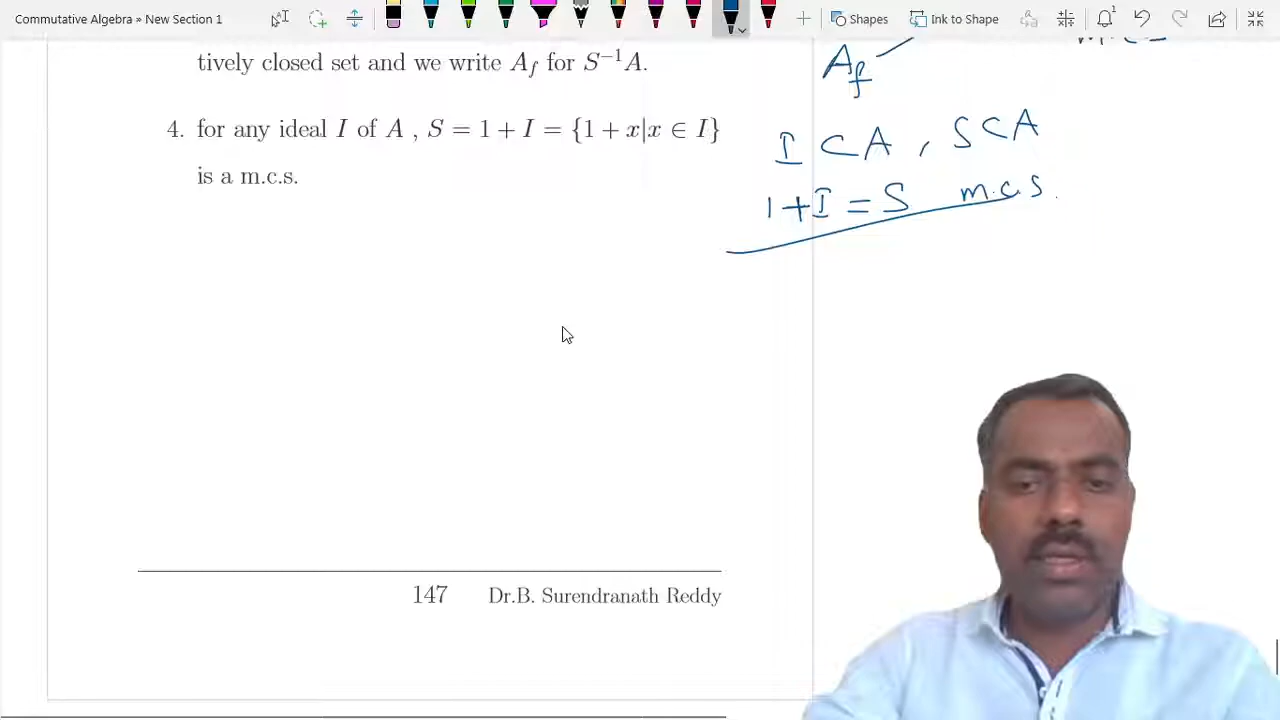 Commutative Algebra » New Section 1
Shapes
Ink to Shape
tively closed set and we write A_f for S^{-1}A.
A_f
4. for any ideal I of A , S = 1 + I = {1 + x|x ∈ I}
is a m.c.s.
I ⊂ A , S ⊂ A
1+I = S m.c.s.
147 Dr.B. Surendranath Reddy